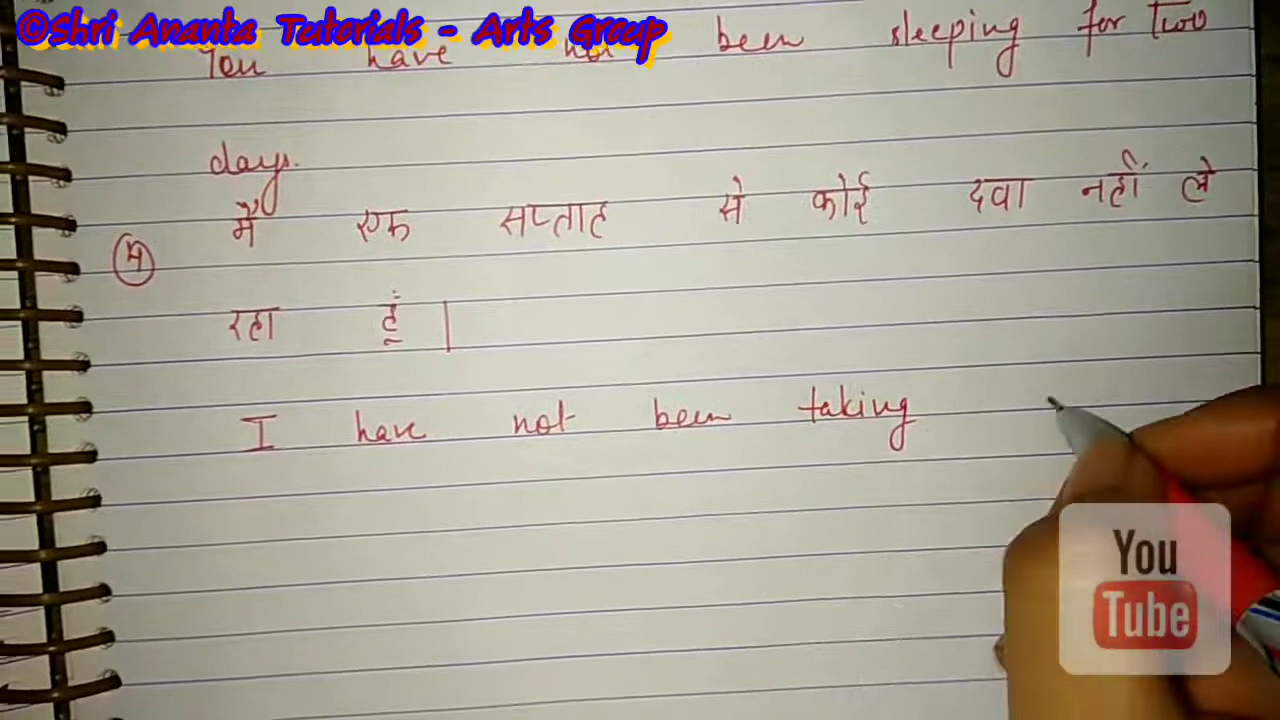 ©Shri Ananta Tutorials - Arts Group
You have not been sleeping for Two
days.
मैं एक सप्ताह से कोई दवा नहीं ले
रहा हूं |
I have not been taking
You
Tube